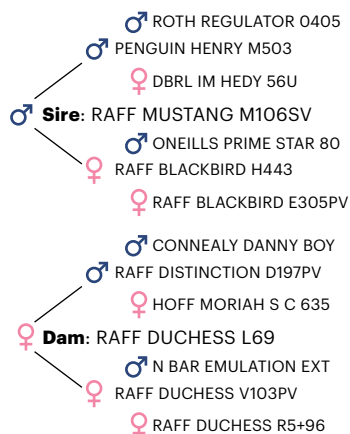 ROTH REGULATOR 0405
PENGUIN HENRY M503
DBRL IM HEDY 56U
Sire: RAFF MUSTANG M106SV
ONEILLS PRIME STAR 80
RAFF BLACKBIRD H443
RAFF BLACKBIRD E305PV
CONNEALY DANNY BOY
RAFF DISTINCTION D197PV
HOFF MORIAH S C 635
Dam: RAFF DUCHESS L69
N BAR EMULATION EXT
RAFF DUCHESS V103PV
RAFF DUCHESS R5+96